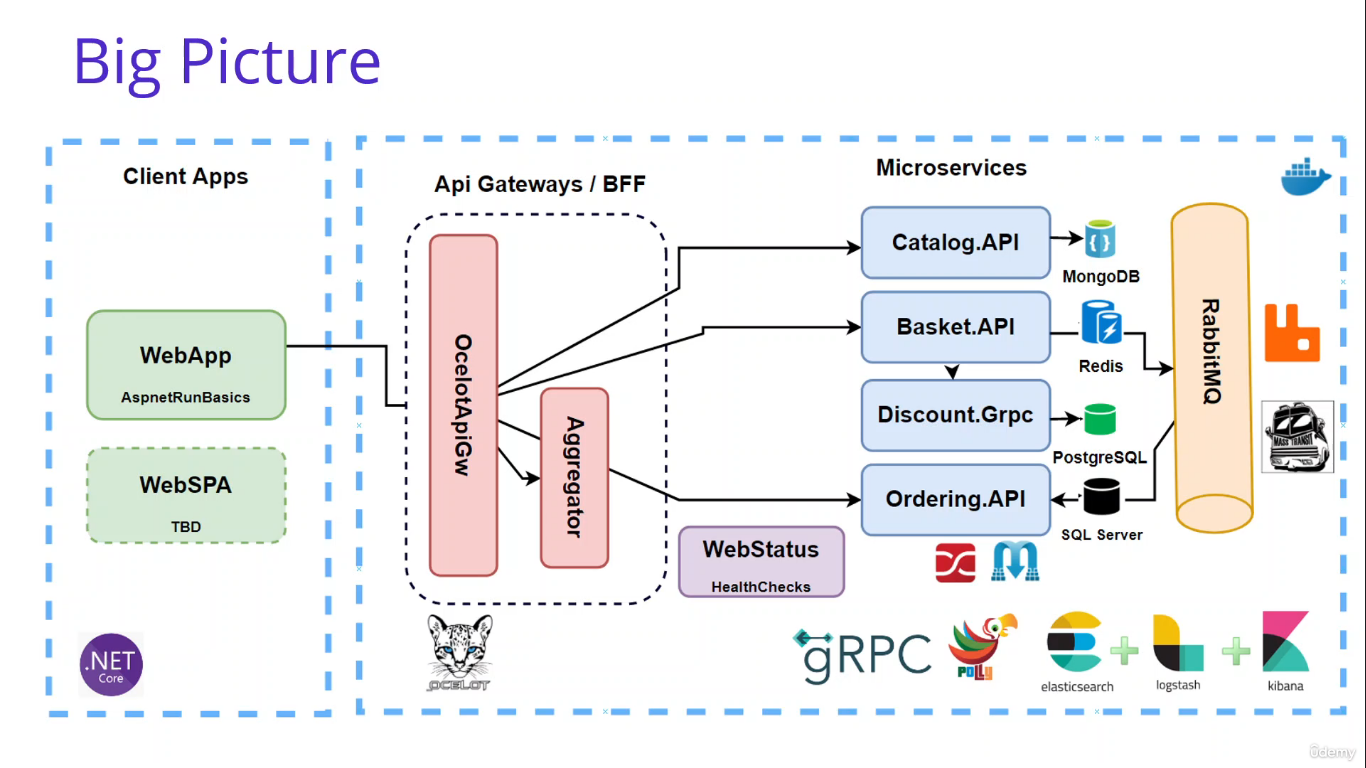 Big Picture
Client Apps
WebApp
AspnetRunBasics
WebSPA
TBD
.NET
Core
Api Gateways / BFF
OcelotApiGw
Aggregator
OCELOT
Microservices
Catalog.API
MongoDB
Basket.API
Redis
Discount.Grpc
PostgreSQL
Ordering.API
SQL Server
RabbitMQ
MASS TRANSIT
WebStatus
HealthChecks
gRPC
POLLY
elasticsearch
logstash
kibana
ûdemy